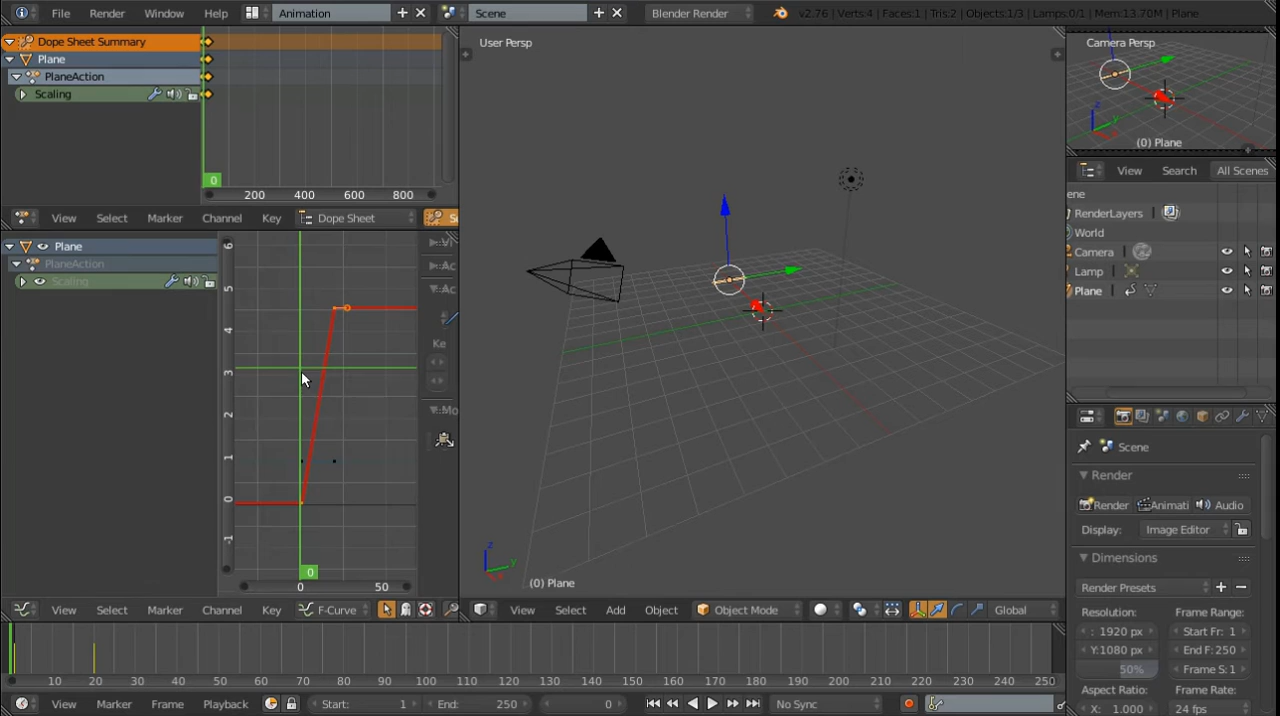 File Render Window Help Animation Scene Blender Render v2.76 | Verts:4 | Faces:1 | Tris:2 | Objects:1/3 | Lamps:0/1 | Mem:13.70M | Plane
Dope Sheet Summary
Plane
PlaneAction
Scaling
0
200 400 600 800
View Select Marker Channel Key Dope Sheet
Plane
PlaneAction
Scaling
6
5
4
3
2
1
0
-1
Ac
Ac
Ke
Mo
0
0 50
View Select Marker Channel Key F-Curve
User Persp
(0) Plane
View Select Add Object Object Mode Global
Camera Persp
(0) Plane
View Search All Scenes
ene
RenderLayers
World
Camera
Lamp
Plane
Scene
Render
Render Animati Audio
Display: Image Editor
Dimensions
Render Presets
Resolution: Frame Range:
: 1920 px Start Fr: 1
Y:1080 px End F:250
50% Frame S:1
Aspect Ratio: Frame Rate:
X: 1.000 24 fps
10 20 30 40 50 60 70 80 90 100 110 120 130 140 150 160 170 180 190 200 210 220 230 240 250
View Marker Frame Playback Start: 1 End: 250 0 No Sync